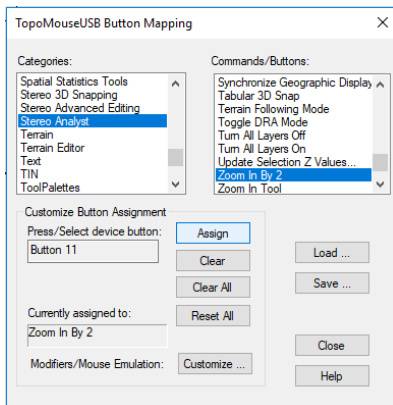 TopoMouseUSB Button Mapping
Categories:
Spatial Statistics Tools
Stereo 3D Snapping
Stereo Advanced Editing
Stereo Analyst
Terrain
Terrain Editor
Text
TIN
ToolPalettes
Commands/Buttons:
Synchronize Geographic Display
Tabular 3D Snap
Terrain Following Mode
Toggle DRA Mode
Turn All Layers Off
Turn All Layers On
Update Selection Z Values...
Zoom In By 2
Zoom In Tool
Customize Button Assignment
Press/Select device button:
Button 11
Assign
Clear
Clear All
Reset All
Currently assigned to:
Zoom In By 2
Modifiers/Mouse Emulation:
Customize ...
Load ...
Save ...
Close
Help